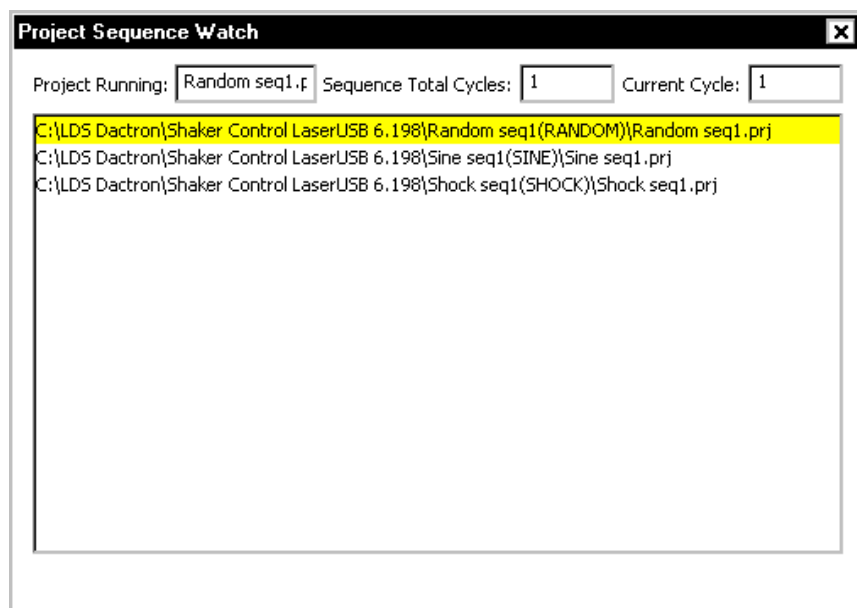 Project Sequence Watch
Project Running: Random seq1.p Sequence Total Cycles: 1 Current Cycle: 1
C:\LDS Dactron\Shaker Control LaserUSB 6.198\Random seq1(RANDOM)\Random seq1.prj
C:\LDS Dactron\Shaker Control LaserUSB 6.198\Sine seq1(SINE)\Sine seq1.prj
C:\LDS Dactron\Shaker Control LaserUSB 6.198\Shock seq1(SHOCK)\Shock seq1.prj